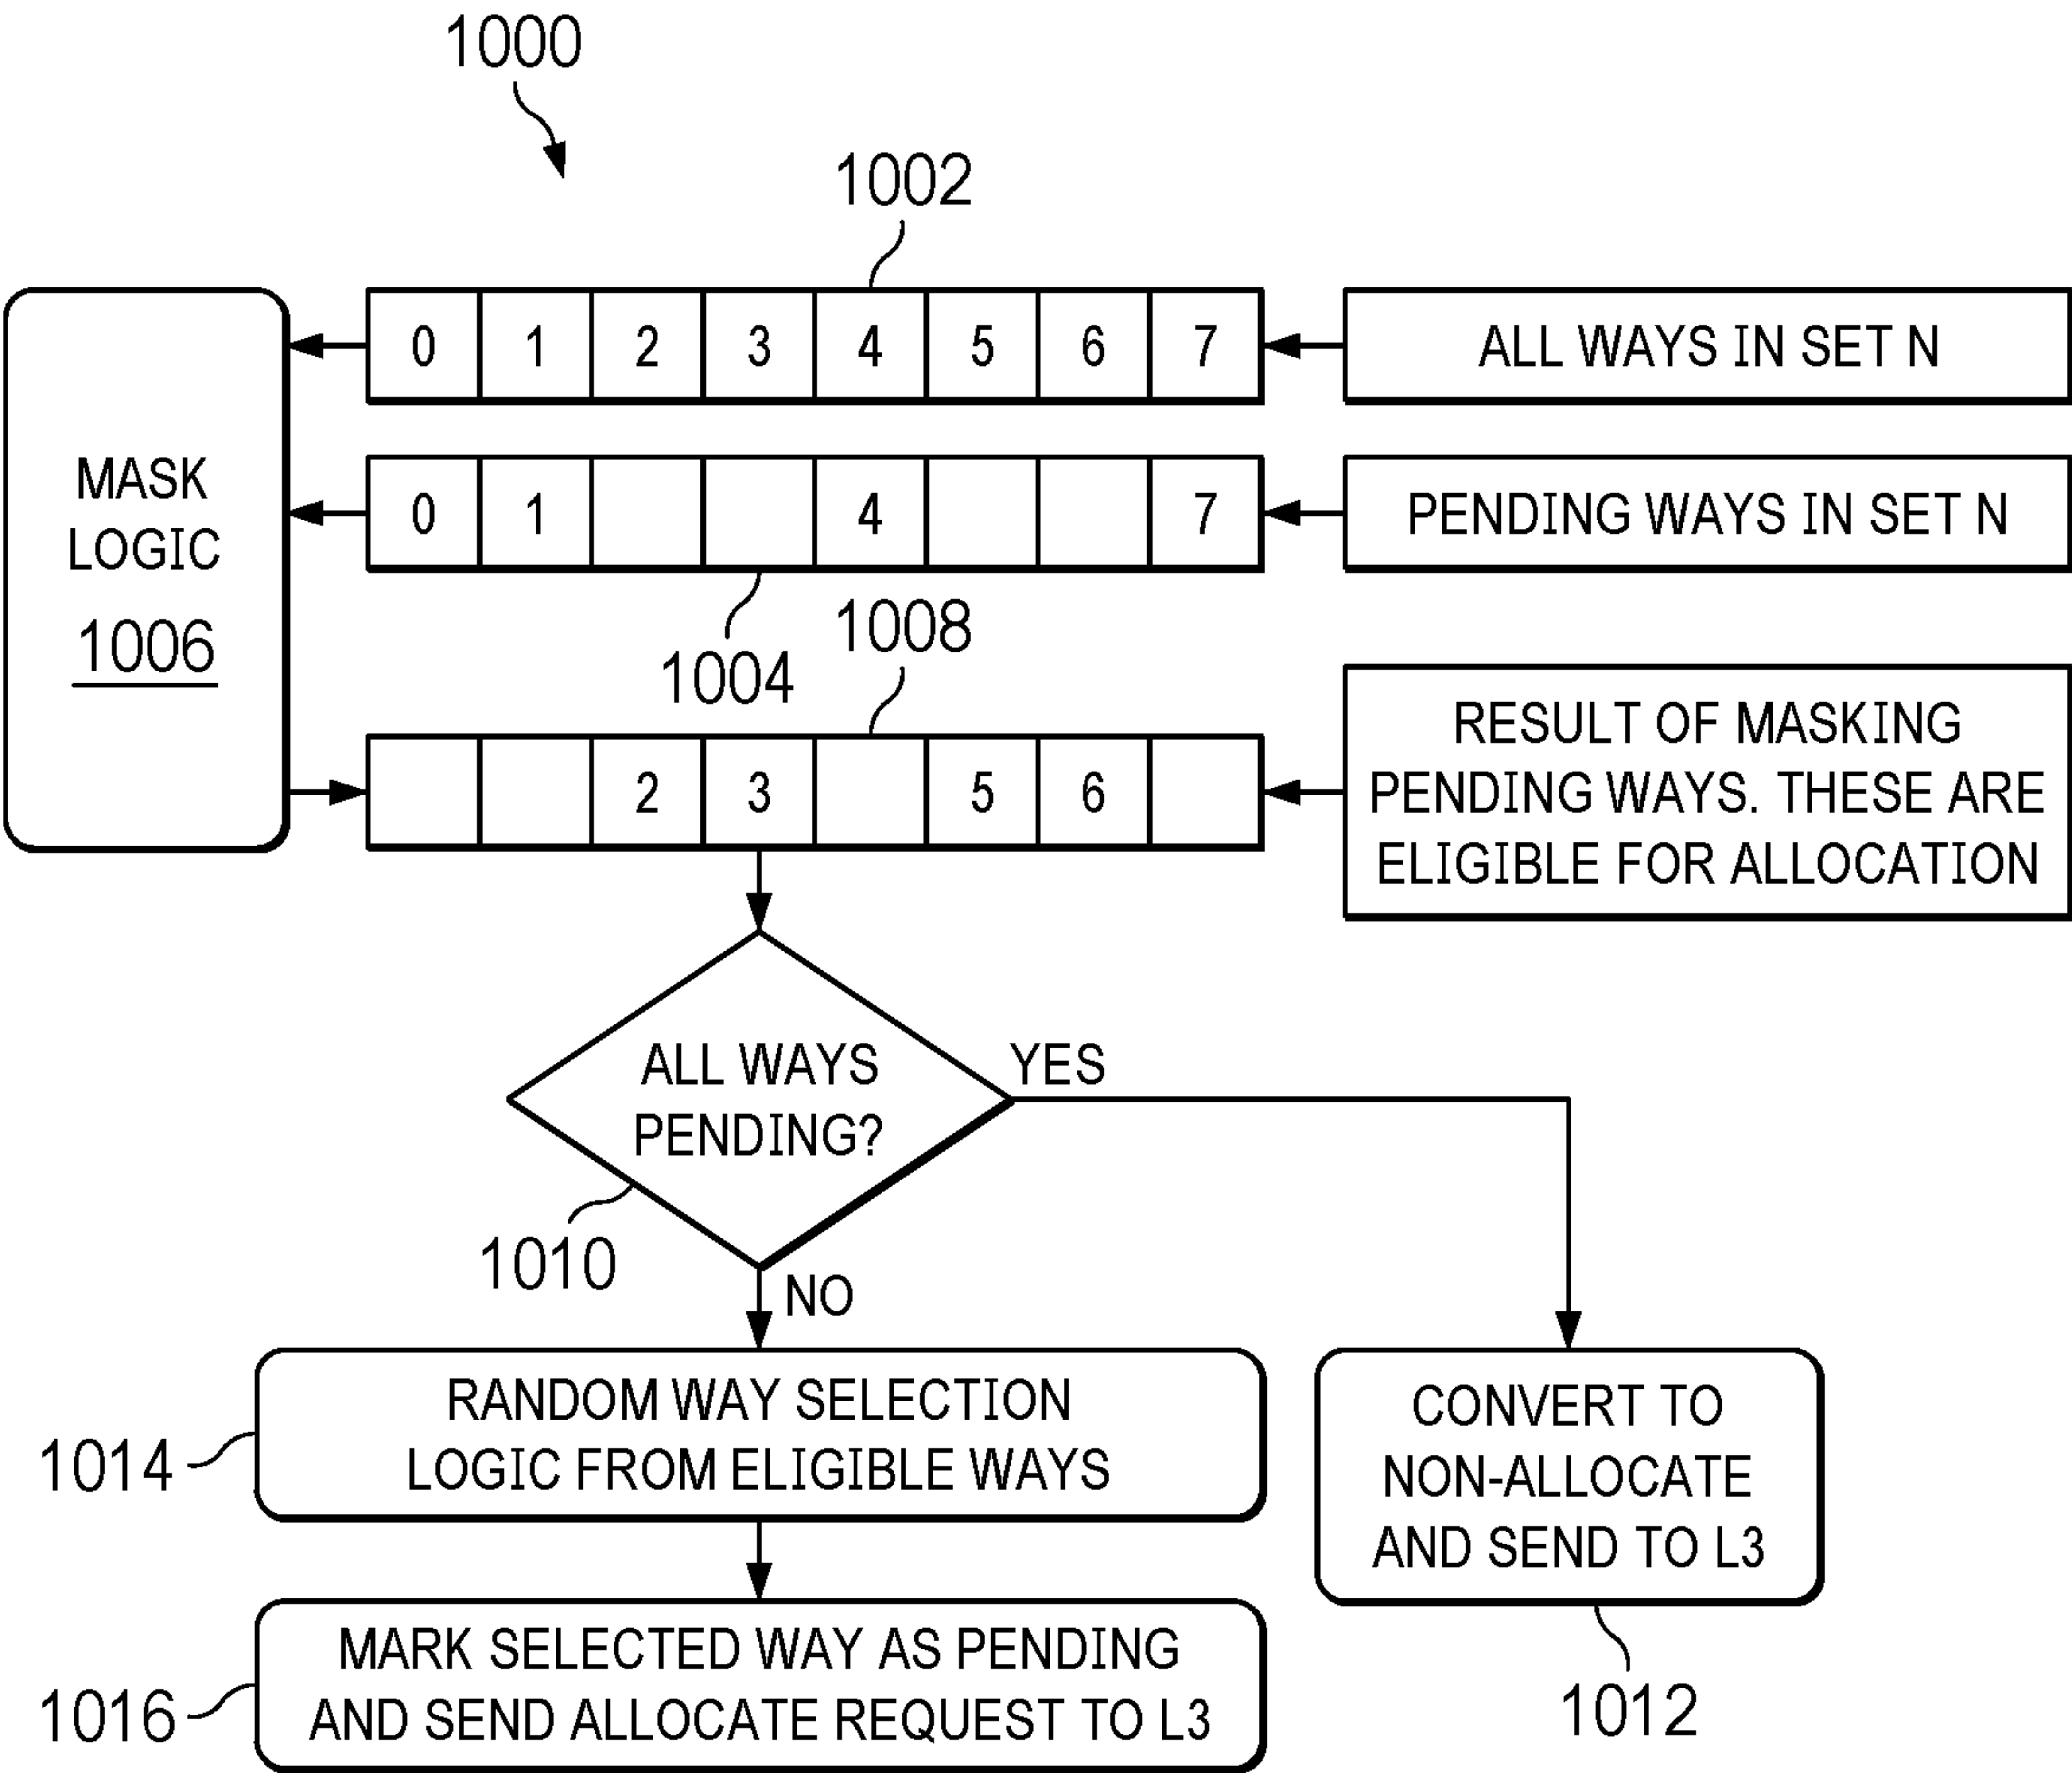 1000
1002
0 1 2 3 4 5 6 7
ALL WAYS IN SET N
MASK
LOGIC
1006
0 1 4 7
PENDING WAYS IN SET N
1004
1008
2 3 5 6
RESULT OF MASKING
PENDING WAYS. THESE ARE
ELIGIBLE FOR ALLOCATION
ALL WAYS
PENDING?
YES
1010
NO
RANDOM WAY SELECTION
LOGIC FROM ELIGIBLE WAYS
1014
CONVERT TO
NON-ALLOCATE
AND SEND TO L3
1012
MARK SELECTED WAY AS PENDING
AND SEND ALLOCATE REQUEST TO L3
1016